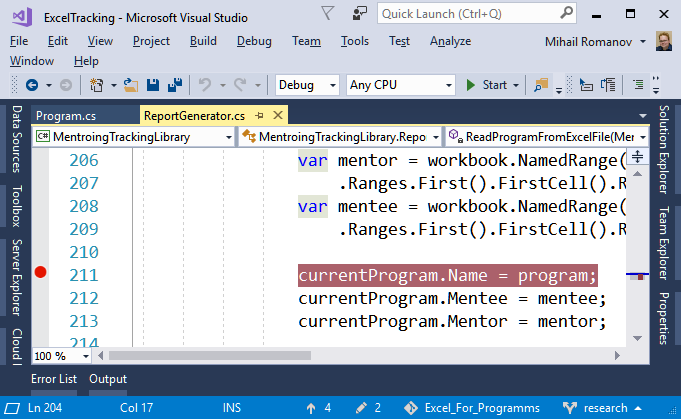 ExcelTracking - Microsoft Visual Studio
Quick Launch (Ctrl+Q)
File Edit View Project Build Debug Team Tools Test Analyze Mihail Romanov
Window Help
Debug Any CPU Start
Program.cs ReportGenerator.cs
C# MentroingTrackingLibrary MentroingTrackingLibrary.Repo ReadProgramFromExcelFile(Mer
206 var mentor = workbook.NamedRange(
207 .Ranges.First().FirstCell().R
208 var mentee = workbook.NamedRange(
209 .Ranges.First().FirstCell().R
210
211 currentProgram.Name = program;
212 currentProgram.Mentee = mentee;
213 currentProgram.Mentor = mentor;
214
100 %
Data Sources
Toolbox
Server Explorer
Cloud
Solution Explorer
Team Explorer
Properties
Error List Output
Ln 204 Col 17 INS 4 2 Excel_For_Programms research